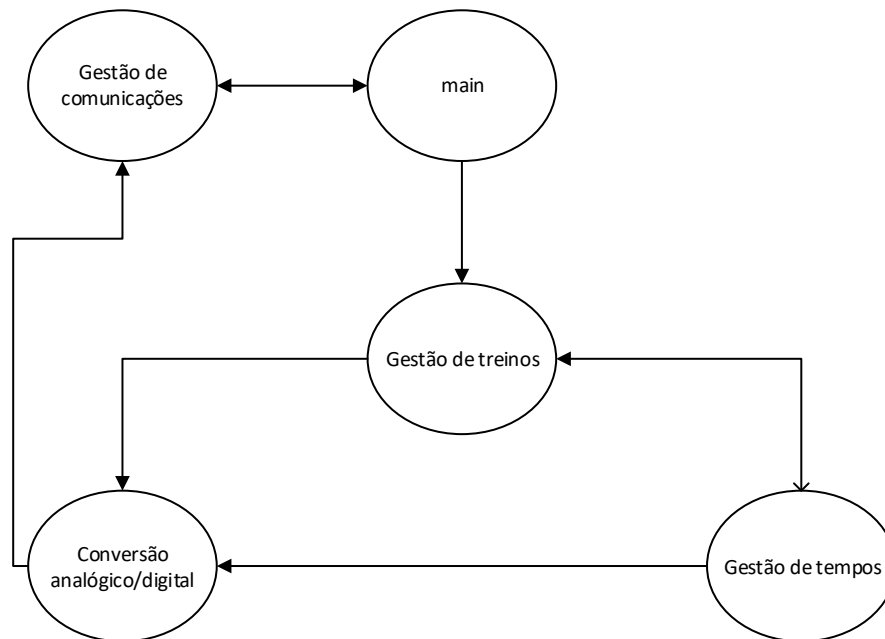 Gestão de
comunicações
main
Gestão de treinos
Conversão
analógico/digital
Gestão de tempos